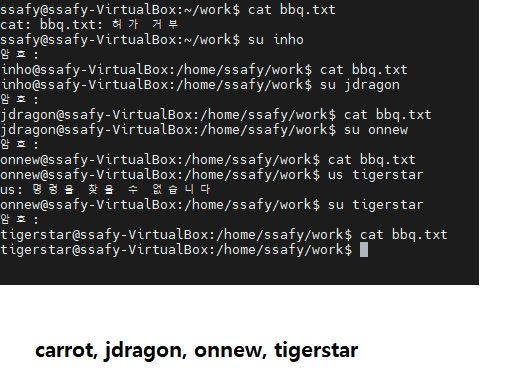 ssafy@ssafy-VirtualBox:~/work$ cat bbq.txt
cat: bbq.txt: 허가 거부
ssafy@ssafy-VirtualBox:~/work$ su inho
암호:
inho@ssafy-VirtualBox:/home/ssafy/work$ cat bbq.txt
inho@ssafy-VirtualBox:/home/ssafy/work$ su jdragon
암호:
jdragon@ssafy-VirtualBox:/home/ssafy/work$ cat bbq.txt
jdragon@ssafy-VirtualBox:/home/ssafy/work$ su onnew
암호:
onnew@ssafy-VirtualBox:/home/ssafy/work$ cat bbq.txt
onnew@ssafy-VirtualBox:/home/ssafy/work$ us tigerstar
us: 명령을 찾을 수 없습니다
onnew@ssafy-VirtualBox:/home/ssafy/work$ su tigerstar
암호:
tigerstar@ssafy-VirtualBox:/home/ssafy/work$ cat bbq.txt
tigerstar@ssafy-VirtualBox:/home/ssafy/work$
carrot, jdragon, onnew, tigerstar